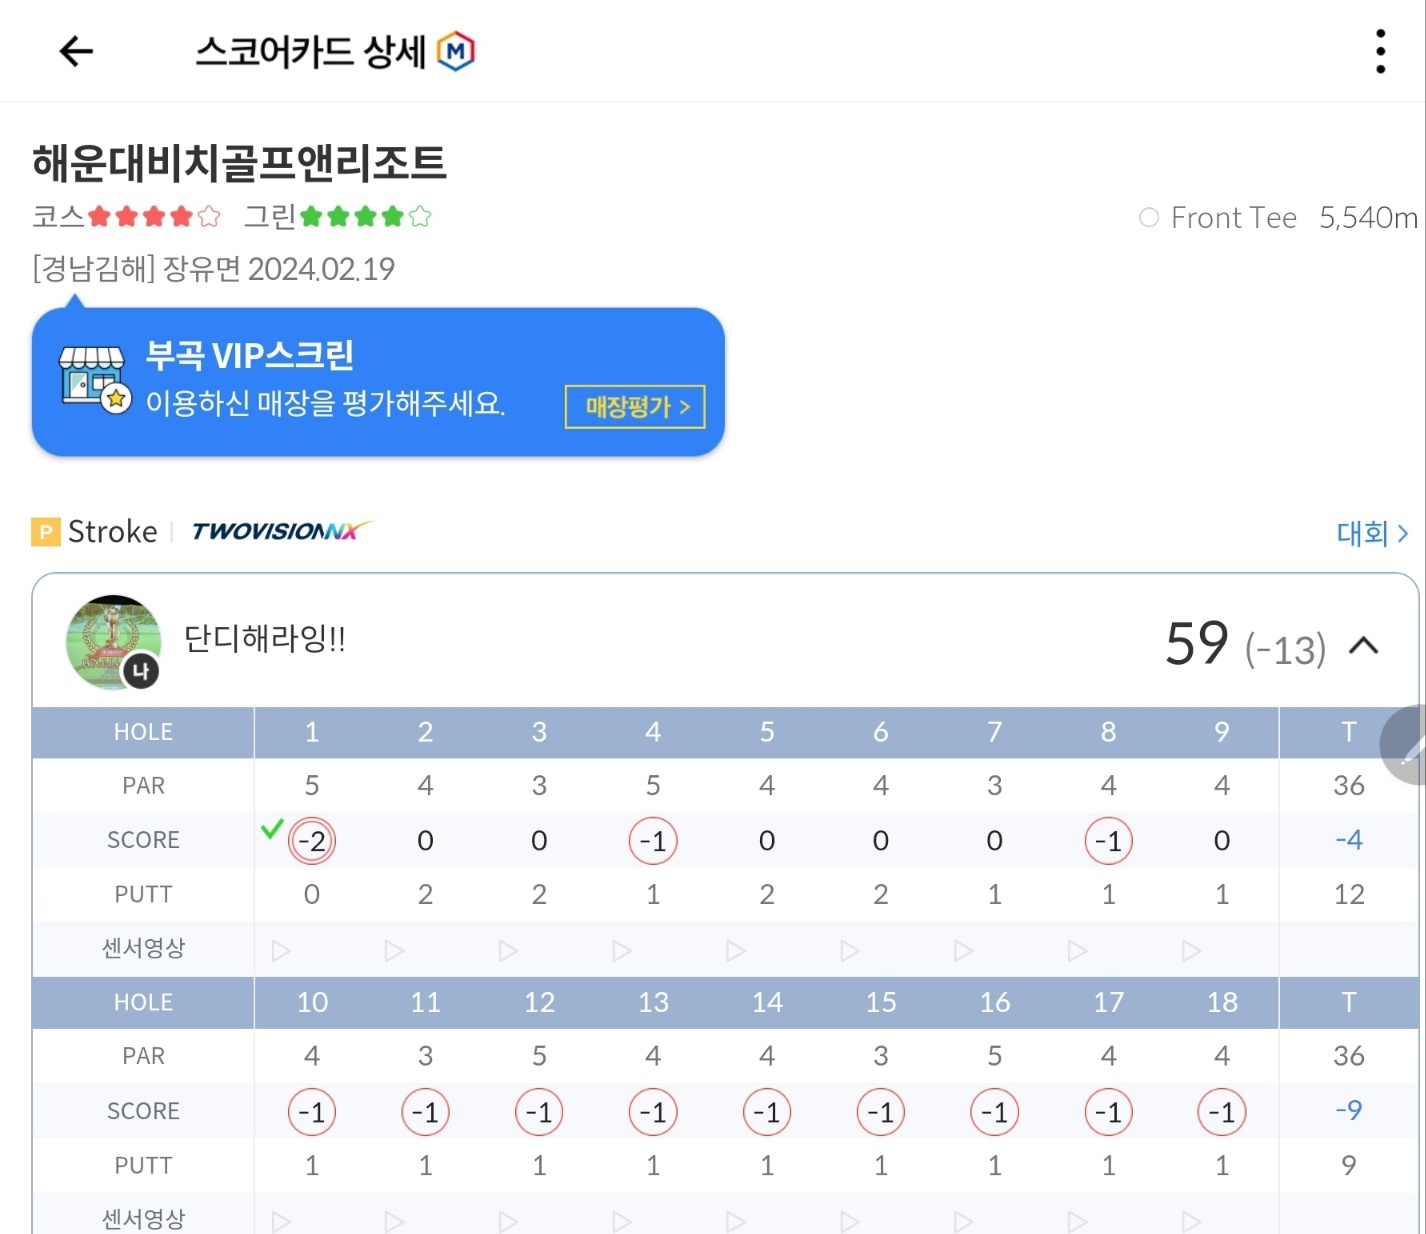 스코어카드 상세 M
해운대비치골프앤리조트
코스 그린
Front Tee 5,540m
[경남김해] 장유면 2024.02.19
부곡 VIP스크린
이용하신 매장을 평가해주세요.
매장평가 >
P Stroke | TWOVISIONNX 대회 >
단디해라잉!! 59 (-13)
나
HOLE 1 2 3 4 5 6 7 8 9 T
PAR 5 4 3 5 4 4 3 4 4 36
SCORE -2 0 0 -1 0 0 0 -1 0 -4
PUTT 0 2 2 1 2 2 1 1 1 12
센서영상
HOLE 10 11 12 13 14 15 16 17 18 T
PAR 4 3 5 4 4 3 5 4 4 36
SCORE -1 -1 -1 -1 -1 -1 -1 -1 -1 -9
PUTT 1 1 1 1 1 1 1 1 1 9
센서영상